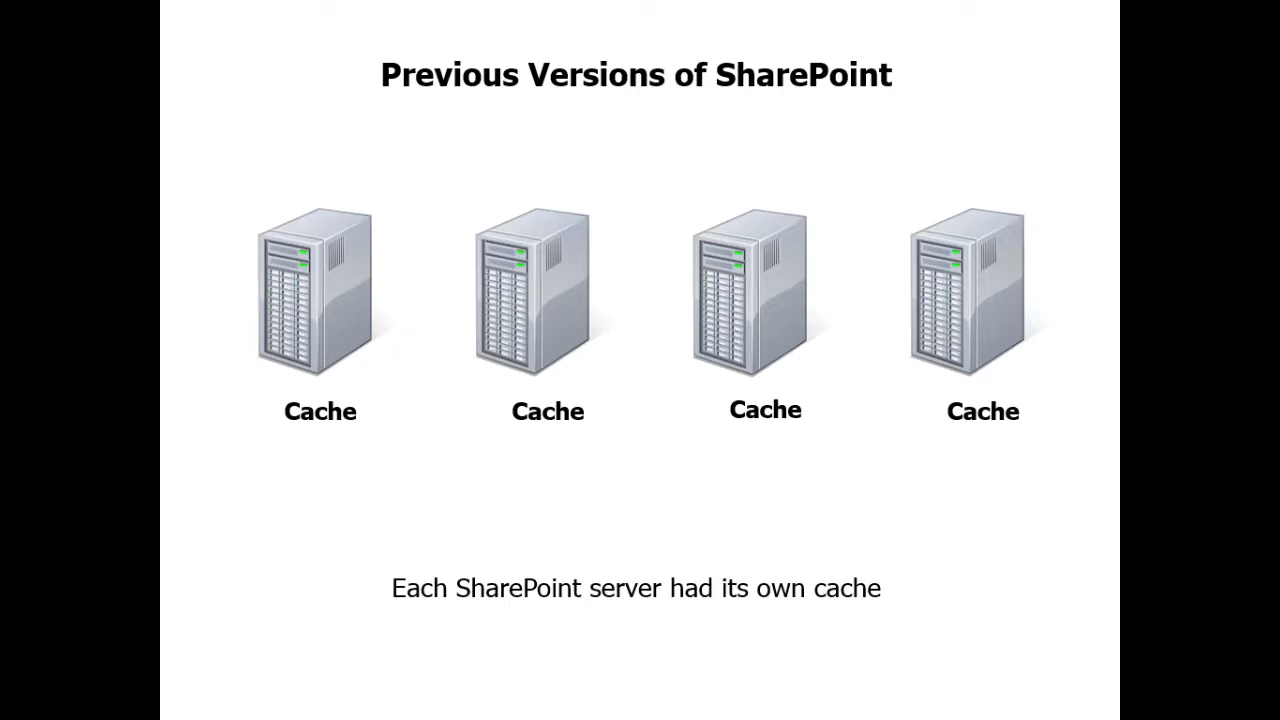 Previous Versions of SharePoint
Cache Cache Cache Cache
Each SharePoint server had its own cache